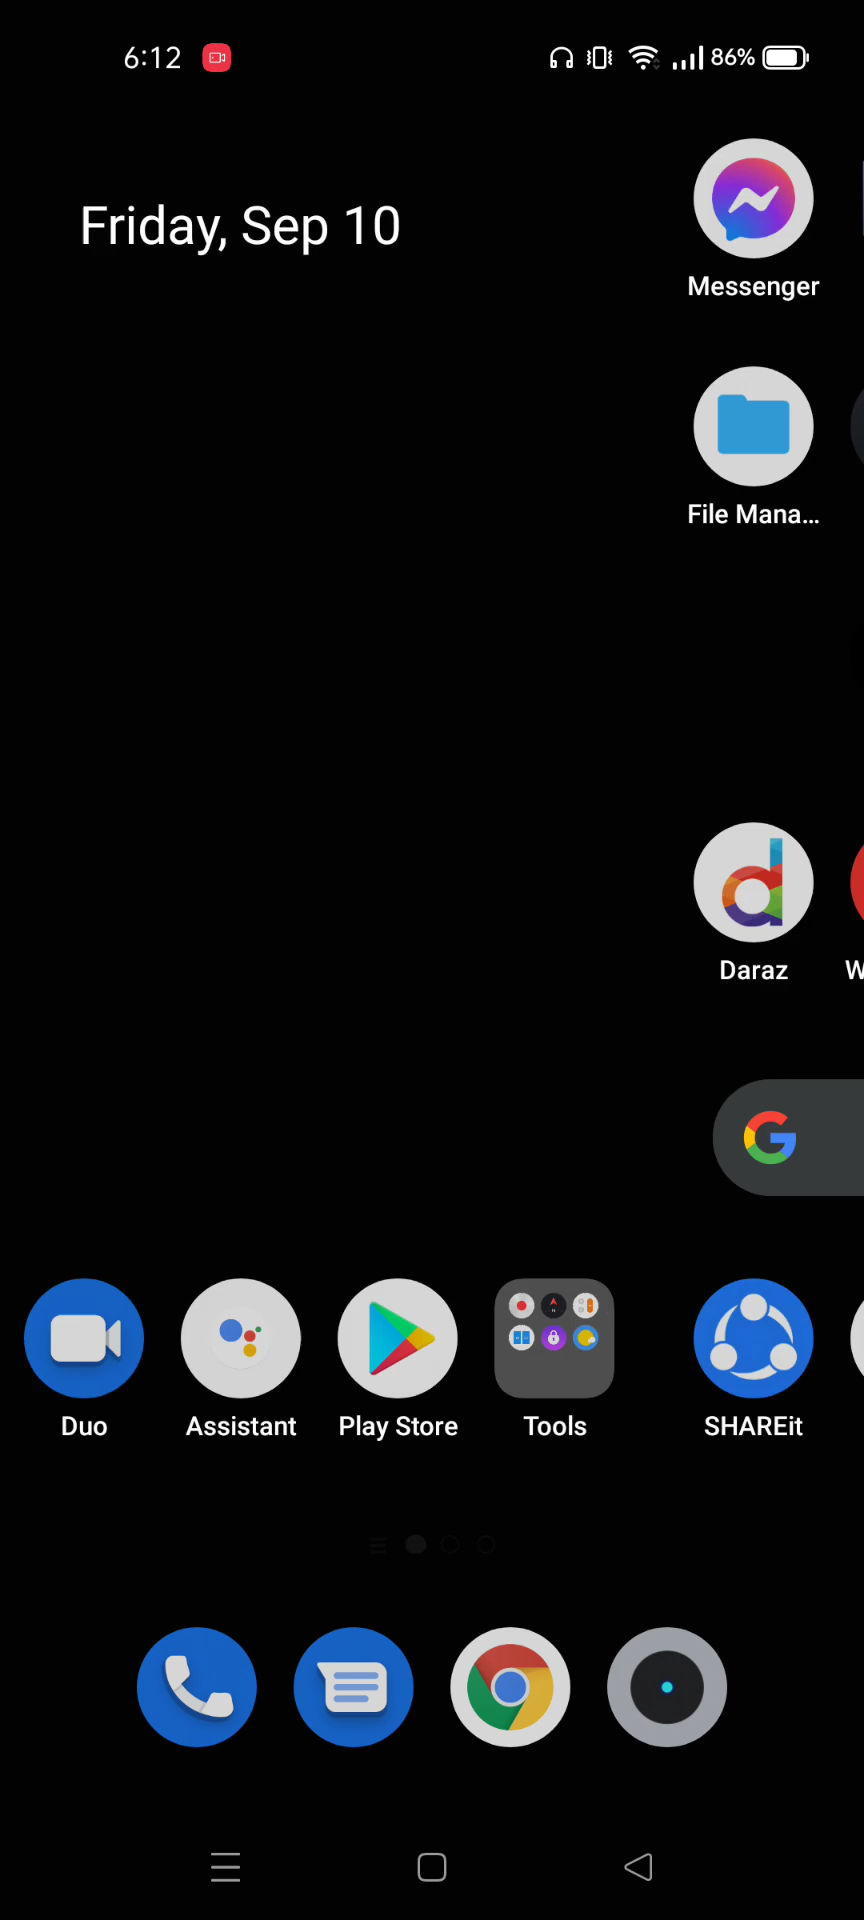 6:12
86%
Friday, Sep 10
Messenger
File Mana...
Daraz
W
Duo
Assistant
Play Store
Tools
SHAREit